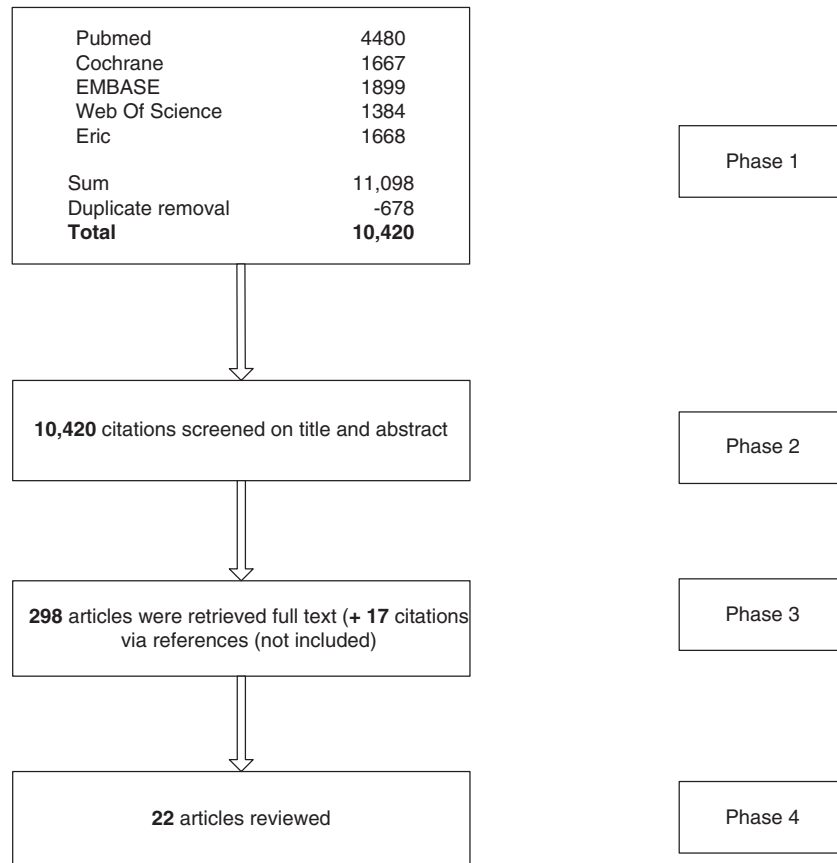 Pubmed 4480
Cochrane 1667
EMBASE 1899
Web Of Science 1384
Eric 1668
Sum 11,098
Duplicate removal -678
Total 10,420
Phase 1
10,420 citations screened on title and abstract
Phase 2
298 articles were retrieved full text (+ 17 citations
via references (not included)
Phase 3
22 articles reviewed
Phase 4